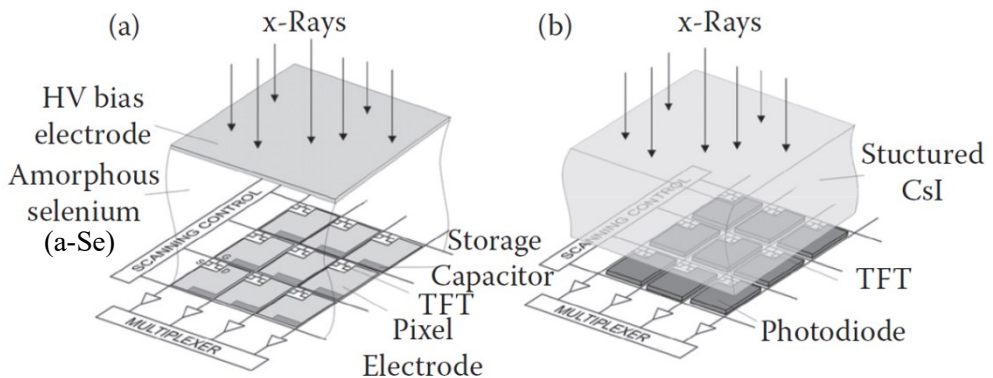 (a)
x-Rays
HV bias
electrode
Amorphous
selenium
(a-Se)
SCANNING CONTROL
MULTIPLEXER
Storage
Capacitor
TFT
Pixel
Electrode
(b)
x-Rays
Stuctured
CsI
SCANNING CONTROL
MULTIPLEXER
TFT
Photodiode